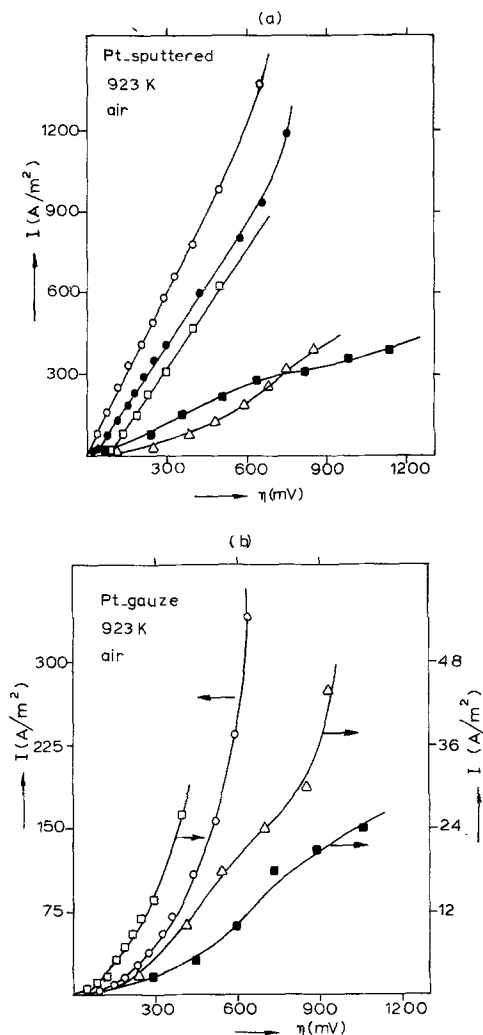 (a)
Pt_sputtered
923 K
air
1200
900
600
300
I (A/m²)
300
600
900
1200
η(mV)
(b)
Pt_gauze
923 K
air
300
225
150
75
I (A/m²)
48
36
24
12
I (A/m²)
300
600
900
1200
η(mV)